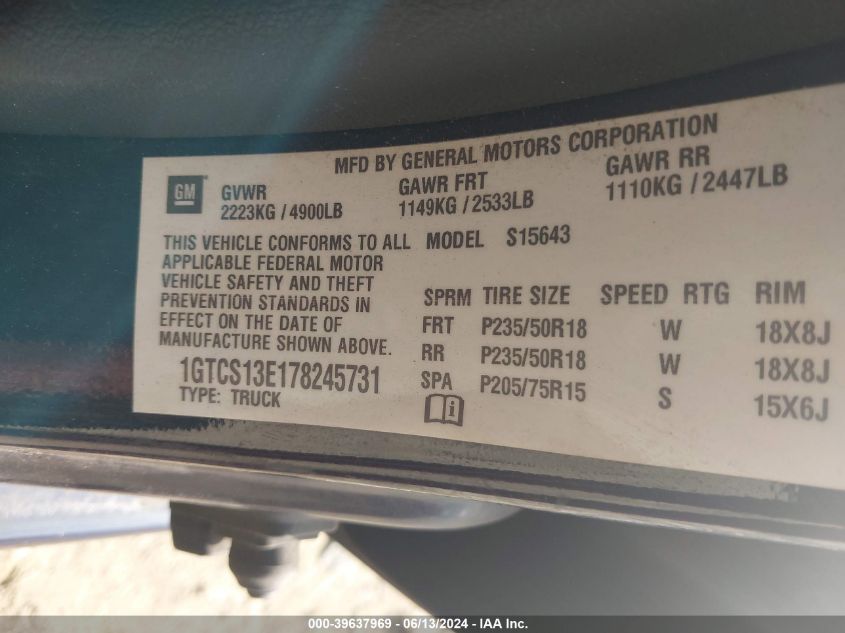 MFD BY GENERAL MOTORS CORPORATION
GM
GVWR GAWR FRT GAWR RR
2223KG / 4900LB 1149KG / 2533LB 1110KG / 2447LB
THIS VEHICLE CONFORMS TO ALL MODEL S15643
APPLICABLE FEDERAL MOTOR
VEHICLE SAFETY AND THEFT
PREVENTION STANDARDS IN
EFFECT ON THE DATE OF
MANUFACTURE SHOWN ABOVE.
1GTCS13E178245731
TYPE: TRUCK
SPRM TIRE SIZE SPEED RTG RIM
FRT P235/50R18 W 18X8J
RR P235/50R18 W 18X8J
SPA P205/75R15 S 15X6J
i
000-39637969 - 06/13/2024 - IAA Inc.